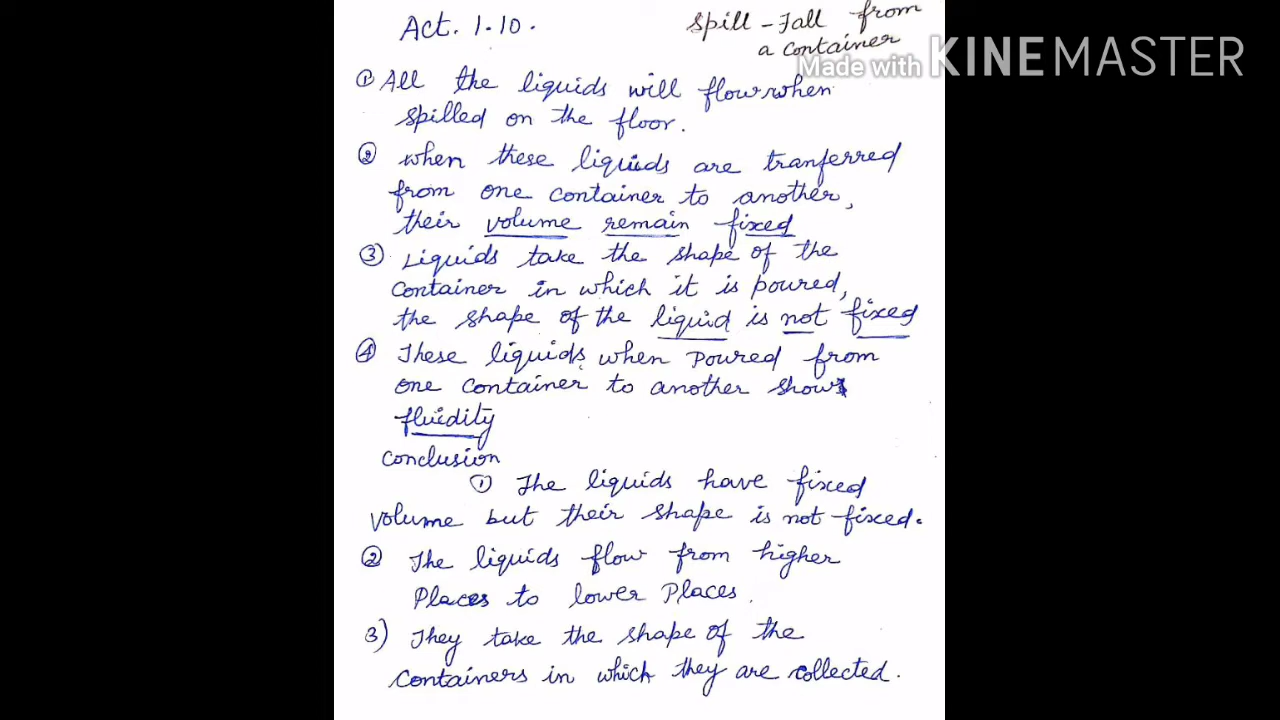 Act. 1.10.
Spill - Fall from
a container
Made with KINEMASTER
① All the liquids will flow when
spilled on the floor.
② when these liquids are tranferred
from one container to another,
their volume remain fixed
③ Liquids take the shape of the
container in which it is poured,
the shape of the liquid is not fixed
④ These liquids when poured from
one container to another show
fluidity
Conclusion
① The liquids have fixed
volume but their shape is not fixed.
② The liquids flow from higher
Places to lower Places.
3) They take the shape of the
containers in which they are collected.